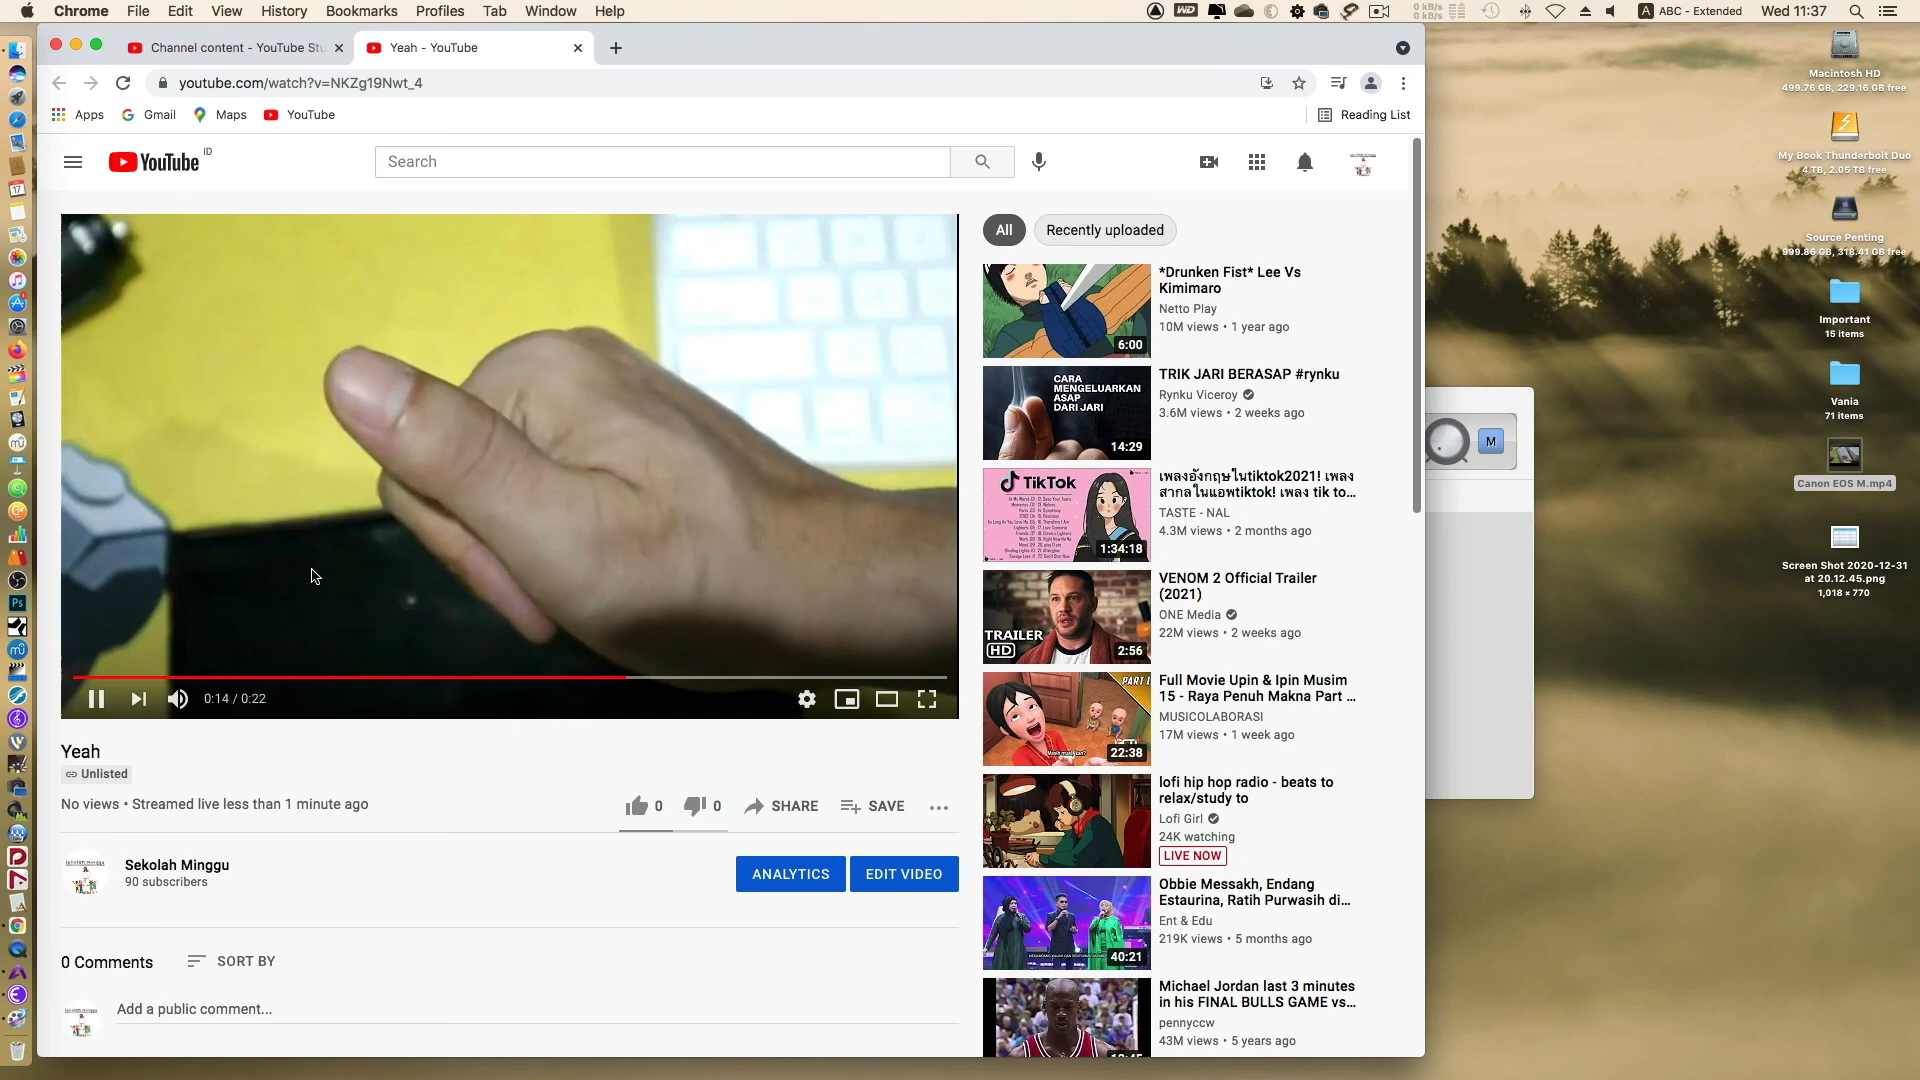 Chrome File Edit View History Bookmarks Profiles Tab Window Help
WD 0 kB/s 0 kB/s A ABC - Extended Wed 11:37
Channel content - YouTube Stu
Yeah - YouTube
youtube.com/watch?v=NKZg19Nwt_4
Apps Gmail Maps YouTube Reading List
YouTube ID
Search
0:14 / 0:22
Yeah
Unlisted
No views • Streamed live less than 1 minute ago
0 0 SHARE SAVE
Sekolah Minggu
90 subscribers
ANALYTICS EDIT VIDEO
0 Comments SORT BY
Add a public comment...
All Recently uploaded
*Drunken Fist* Lee Vs
Kimimaro
Netto Play
10M views • 1 year ago
6:00
CARA
MENGELUARKAN
ASAP
DARI JARI
14:29
TRIK JARI BERASAP #rynku
Rynku Viceroy
3.6M views • 2 weeks ago
TikTok
1:34:18
เพลงอังกฤษในtiktok2021! เพลง
สากลในแอพtiktok! เพลง tik to...
TASTE - NAL
4.3M views • 2 months ago
TRAILER
HD
2:56
VENOM 2 Official Trailer
(2021)
ONE Media
22M views • 2 weeks ago
PART 1
22:38
Full Movie Upin & Ipin Musim
15 - Raya Penuh Makna Part ...
MUSICOLABORASI
17M views • 1 week ago
lofi hip hop radio - beats to
relax/study to
Lofi Girl
24K watching
LIVE NOW
40:21
Obbie Messakh, Endang
Estaurina, Ratih Purwasih di...
Ent & Edu
219K views • 5 months ago
Michael Jordan last 3 minutes
in his FINAL BULLS GAME vs...
pennyccw
43M views • 5 years ago
M
Macintosh HD
499.76 GB, 229.16 GB free
My Book Thunderbolt Duo
4 TB, 2.05 TB free
Source Penting
999.86 GB, 318.41 GB free
Important
15 items
Vania
71 items
Canon EOS M.mp4
Screen Shot 2020-12-31
at 20.12.45.png
1,018 × 770
17
Ps